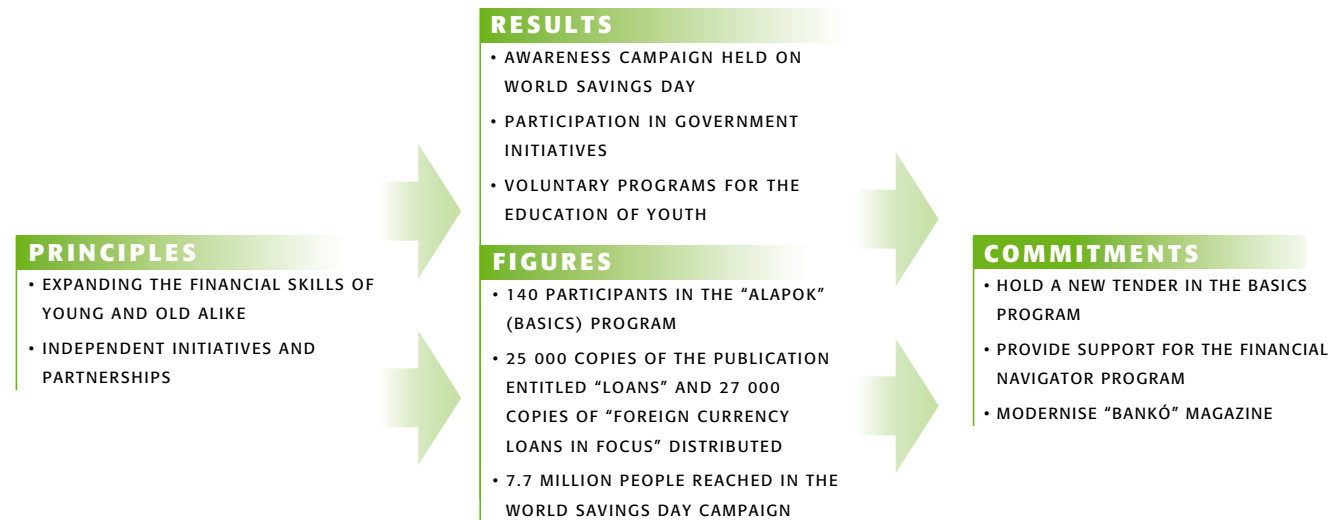 PRINCIPLES
• EXPANDING THE FINANCIAL SKILLS OF
YOUNG AND OLD ALIKE
• INDEPENDENT INITIATIVES AND
PARTNERSHIPS
RESULTS
• AWARENESS CAMPAIGN HELD ON
WORLD SAVINGS DAY
• PARTICIPATION IN GOVERNMENT
INITIATIVES
• VOLUNTARY PROGRAMS FOR THE
EDUCATION OF YOUTH
FIGURES
• 140 PARTICIPANTS IN THE “ALAPOK”
(BASICS) PROGRAM
• 25 000 COPIES OF THE PUBLICATION
ENTITLED “LOANS” AND 27 000
COPIES OF “FOREIGN CURRENCY
LOANS IN FOCUS” DISTRIBUTED
• 7.7 MILLION PEOPLE REACHED IN THE
WORLD SAVINGS DAY CAMPAIGN
COMMITMENTS
• HOLD A NEW TENDER IN THE BASICS
PROGRAM
• PROVIDE SUPPORT FOR THE FINANCIAL
NAVIGATOR PROGRAM
• MODERNISE “BANKÓ” MAGAZINE